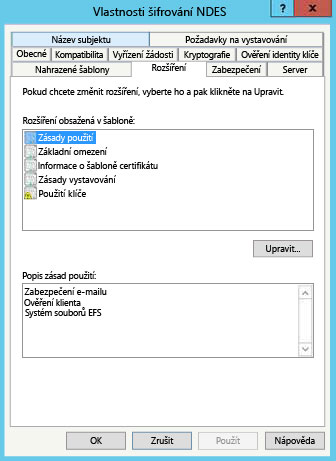 Vlastnosti šifrování NDES
?
Název subjektu
Požadavky na vystavování
Obecné
Kompatibilita
Vyřízení žádosti
Kryptografie
Ověření identity klíče
Nahrazené šablony
Rozšíření
Zabezpečení
Server
Pokud chcete změnit rozšíření, vyberte ho a pak klikněte na Upravit.
Rozšíření obsažená v šabloně:
Zásady použití
Základní omezení
Informace o šabloně certifikátu
Zásady vystavování
Použití klíče
Upravit...
Popis zásad použití:
Zabezpečení e-mailu
Ověření klienta
Systém souborů EFS
OK
Zrušit
Použít
Nápověda